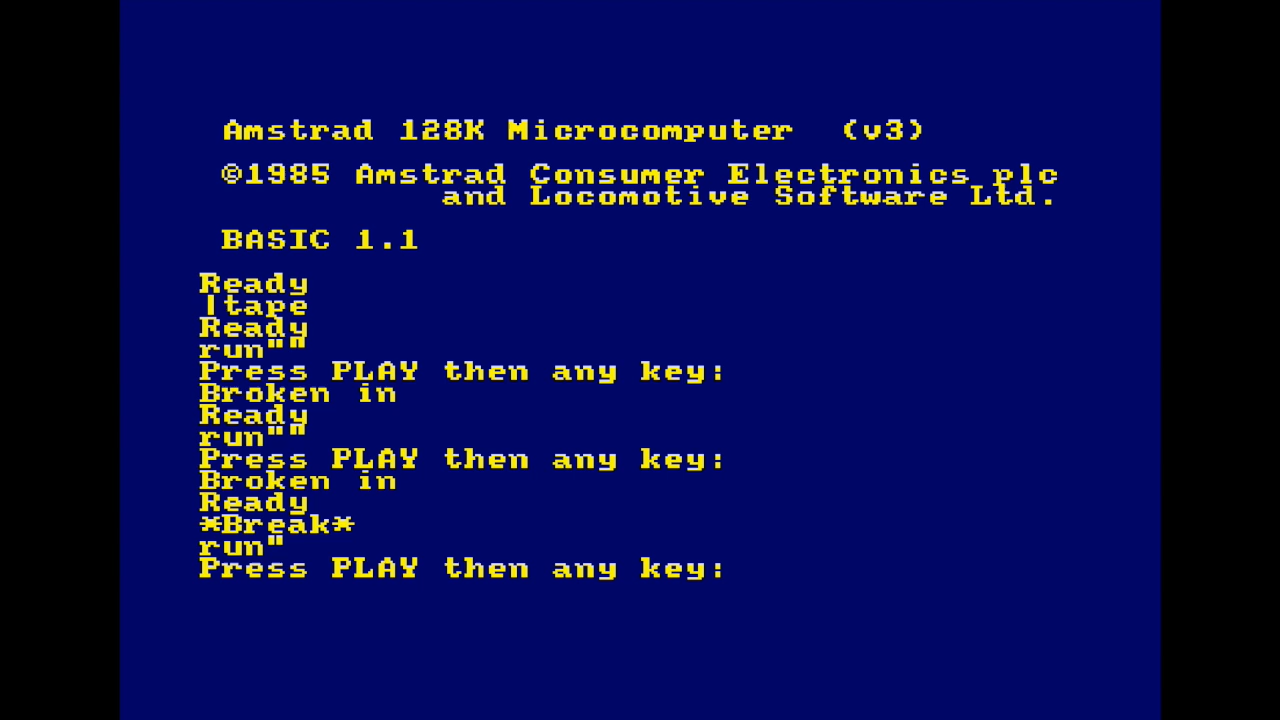 Amstrad 128K Microcomputer (v3)
©1985 Amstrad Consumer Electronics plc
and Locomotive Software Ltd.
BASIC 1.1
Ready
|tape
Ready
run""
Press PLAY then any key:
Broken in
Ready
run""
Press PLAY then any key:
Broken in
Ready
*Break*
run"
Press PLAY then any key: